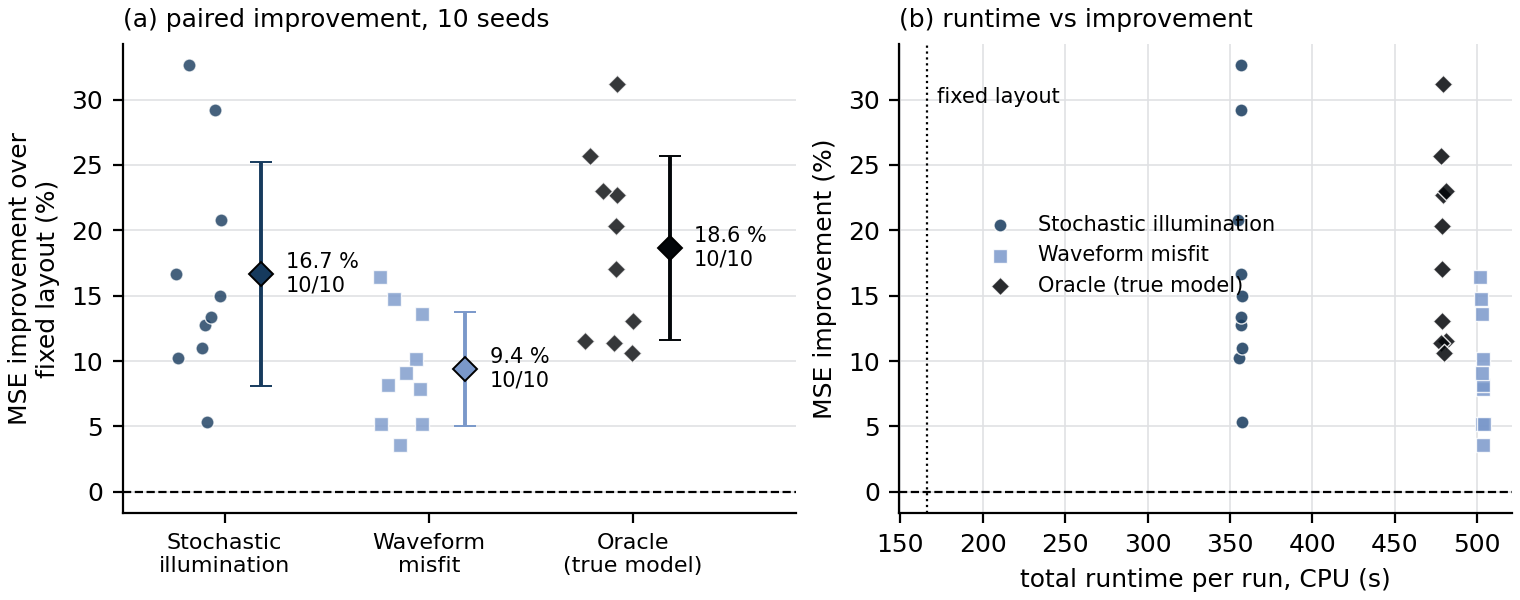 (a) paired improvement, 10 seeds
MSE improvement over
fixed layout (%)
30
25
20
15
10
5
0
16.7 %
10/10
9.4 %
10/10
18.6 %
10/10
Stochastic
illumination
Waveform
misfit
Oracle
(true model)
(b) runtime vs improvement
MSE improvement (%)
30
25
20
15
10
5
0
fixed layout
Stochastic illumination
Waveform misfit
Oracle (true model)
150 200 250 300 350 400 450 500
total runtime per run, CPU (s)